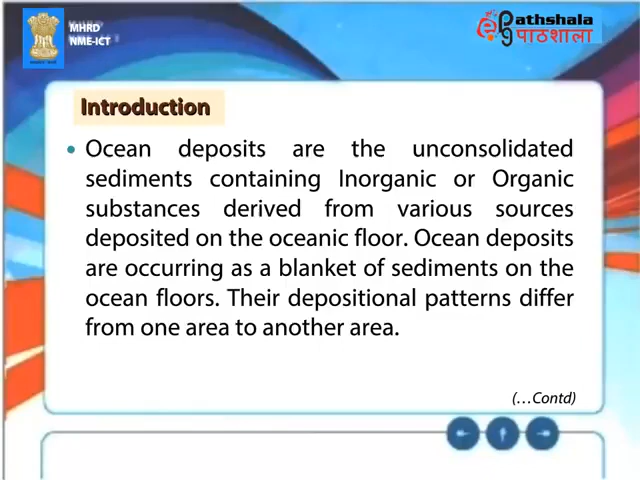 MHRD
NME-ICT
Pathshala
पाठशाला
Introduction
• Ocean deposits are the unconsolidated
sediments containing Inorganic or Organic
substances derived from various sources
deposited on the oceanic floor. Ocean deposits
are occurring as a blanket of sediments on the
ocean floors. Their depositional patterns differ
from one area to another area.
(...Contd)